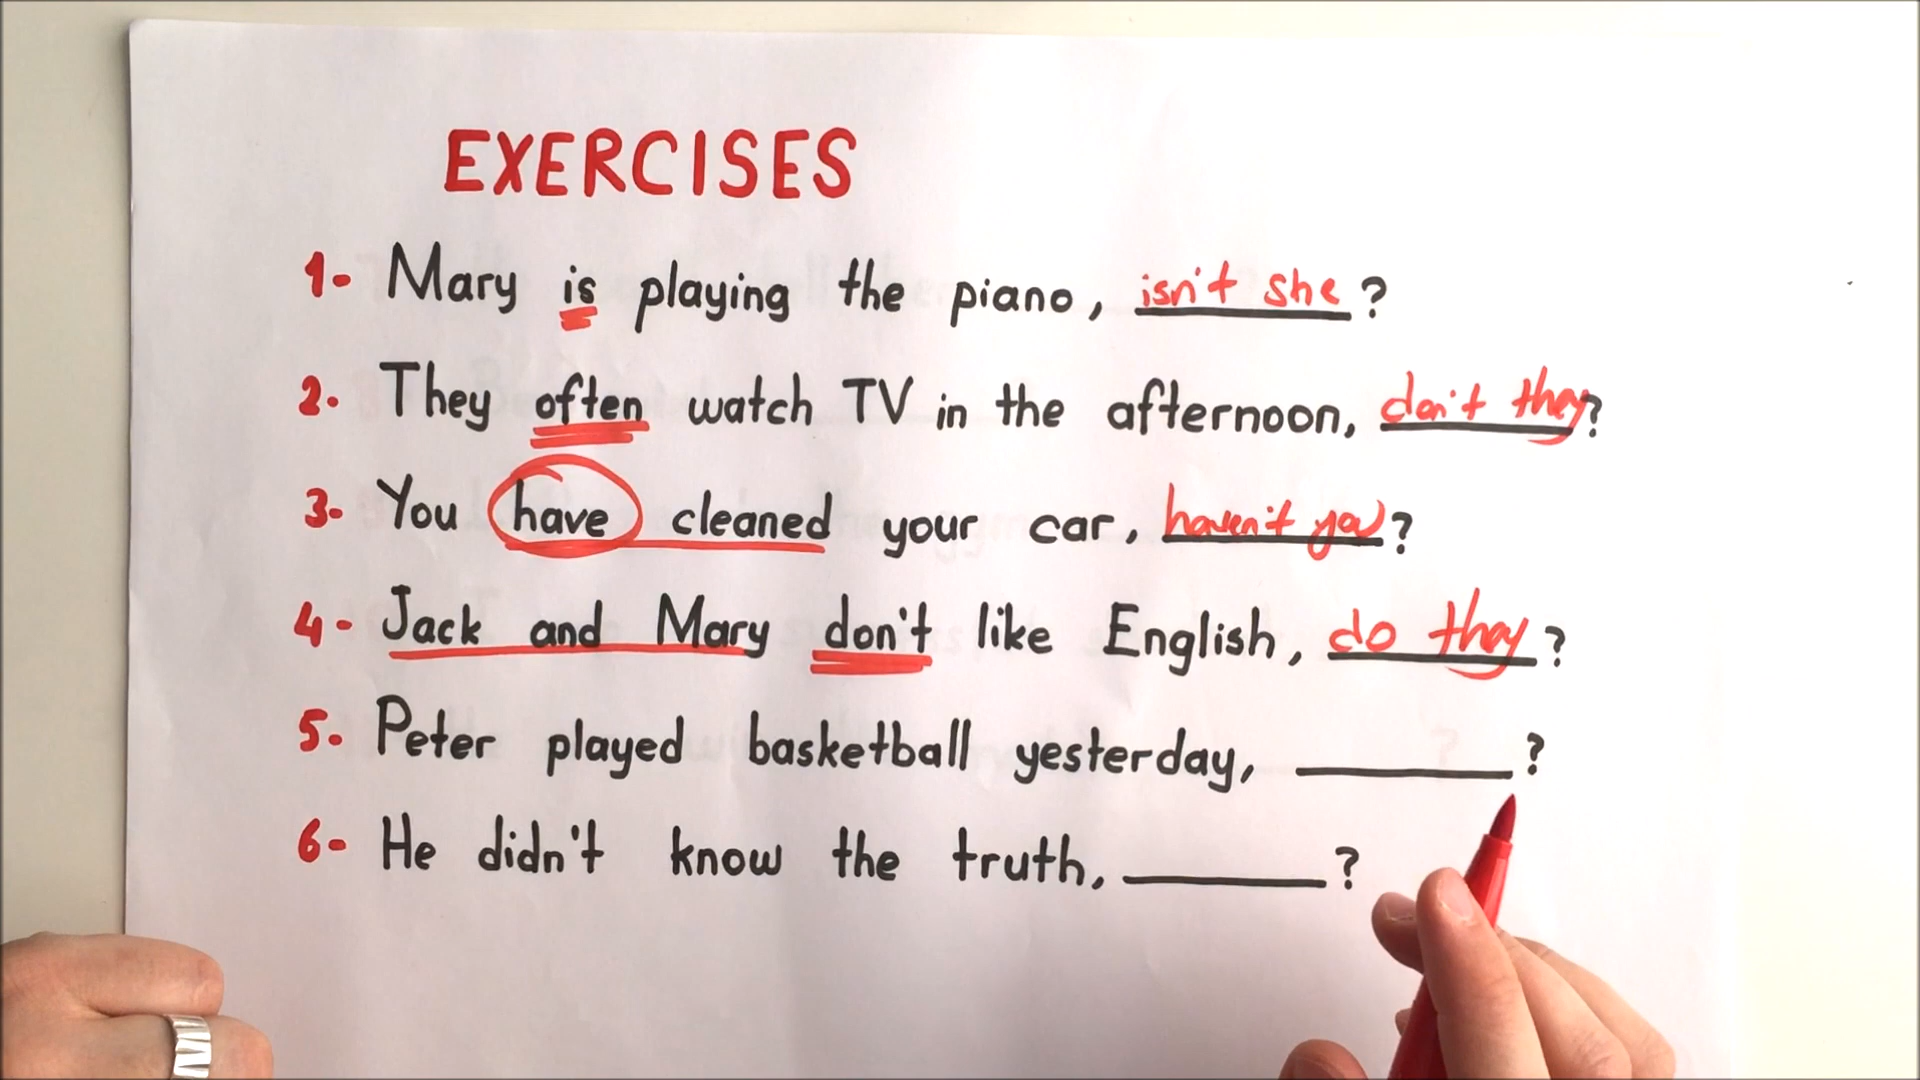 EXERCISES
1- Mary is playing the piano, isn't she?
2- They often watch TV in the afternoon, don't they?
3- You have cleaned your car, haven't you?
4- Jack and Mary don't like English, do they?
5- Peter played basketball yesterday, ______?
6- He didn't know the truth, ______?